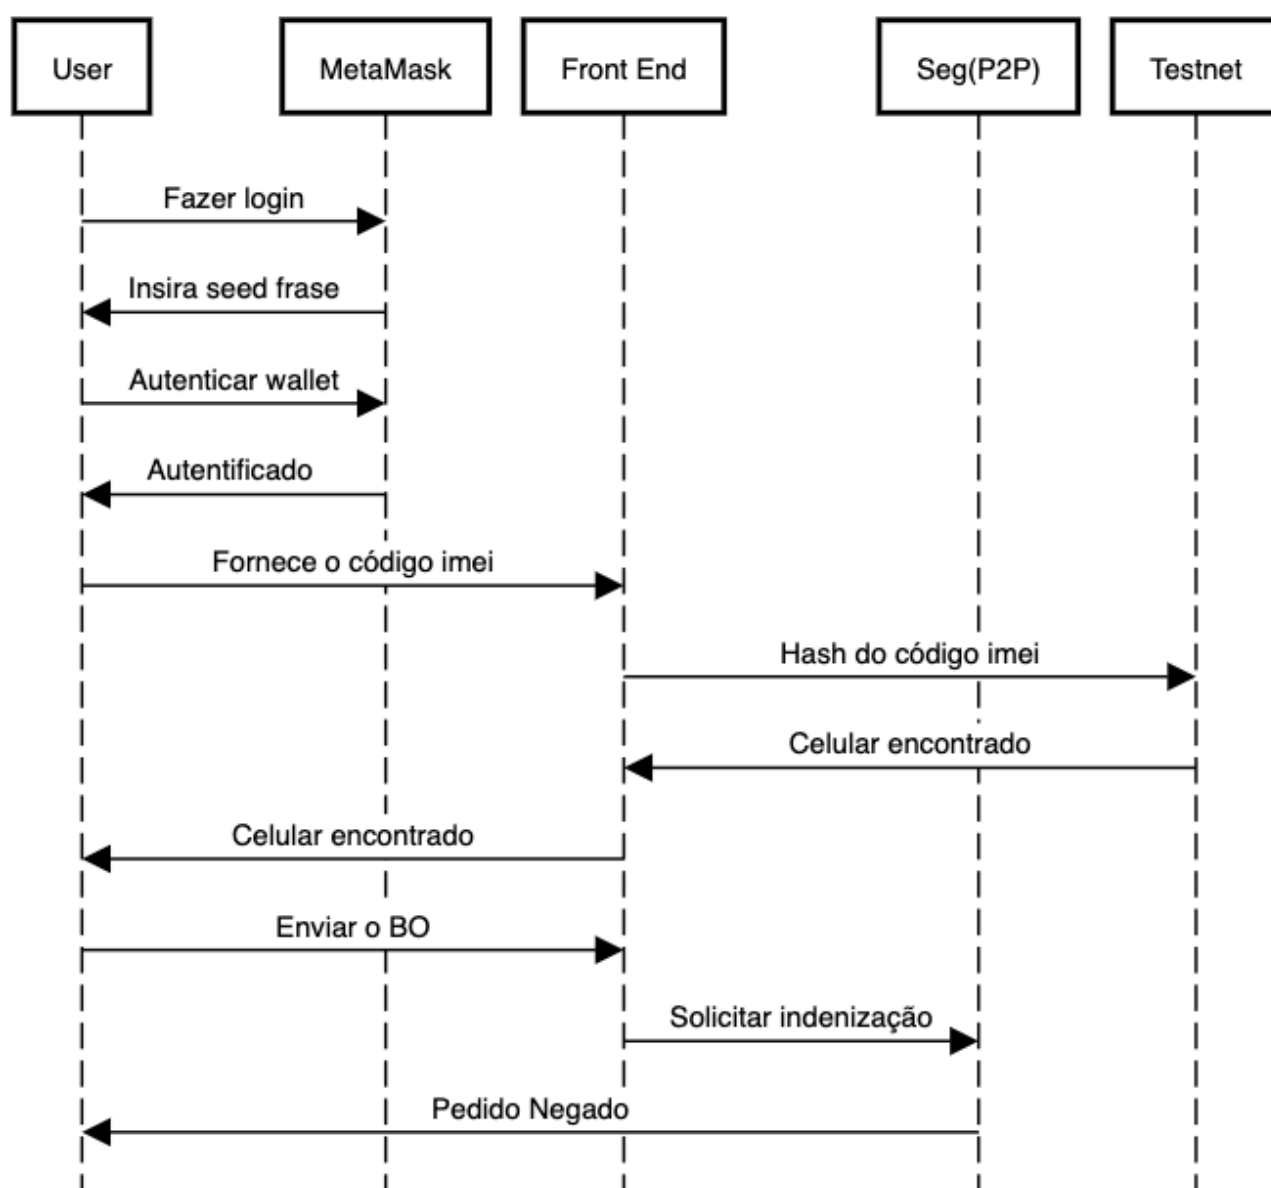 User
MetaMask
Front End
Seg(P2P)
Testnet
Fazer login
Insira seed frase
Autenticar wallet
Autentificado
Fornece o código imei
Hash do código imei
Celular encontrado
Celular encontrado
Enviar o BO
Solicitar indenização
Pedido Negado